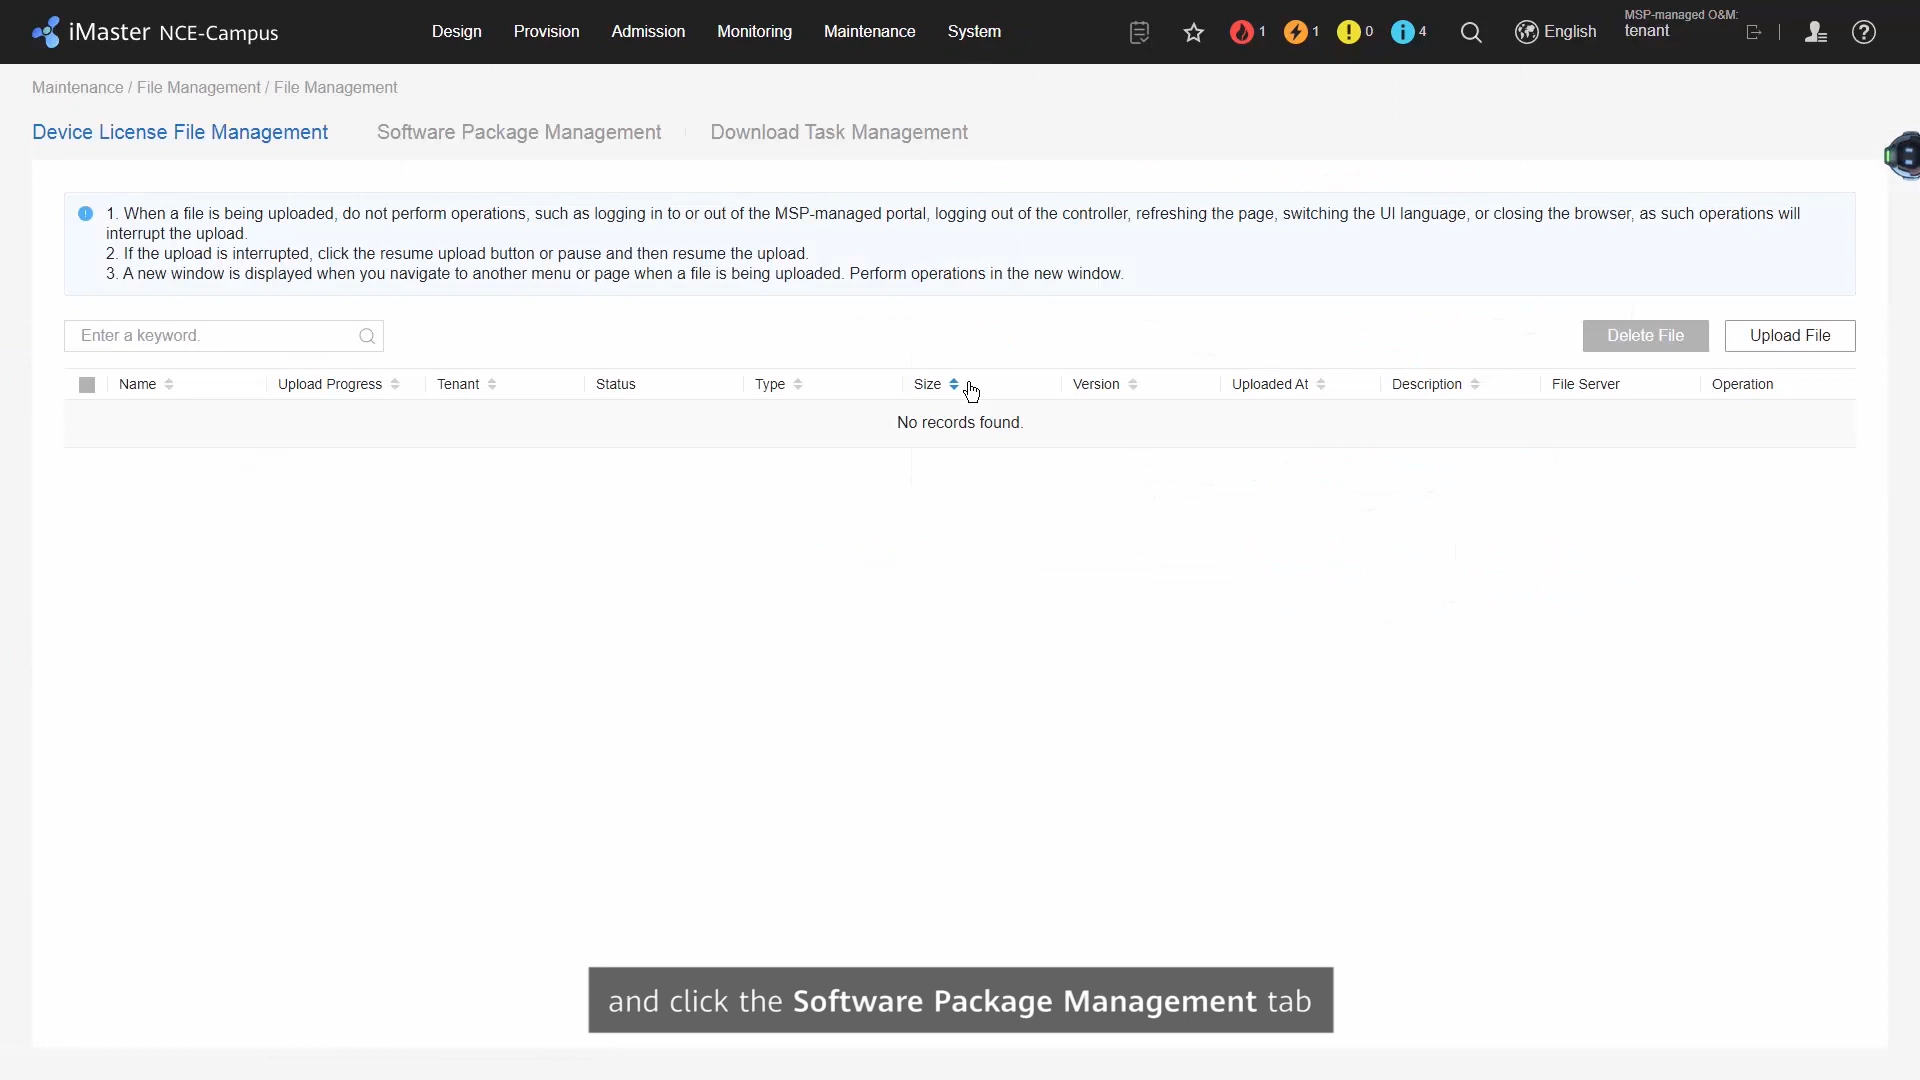 iMaster NCE-Campus
Design Provision Admission Monitoring Maintenance System
1 1 0 4
English
MSP-managed O&M:
tenant
Maintenance / File Management / File Management
Device License File Management Software Package Management Download Task Management
1. When a file is being uploaded, do not perform operations, such as logging in to or out of the MSP-managed portal, logging out of the controller, refreshing the page, switching the UI language, or closing the browser, as such operations will
interrupt the upload.
2. If the upload is interrupted, click the resume upload button or pause and then resume the upload.
3. A new window is displayed when you navigate to another menu or page when a file is being uploaded. Perform operations in the new window.
Enter a keyword. Delete File Upload File
Name Upload Progress Tenant Status Type Size Version Uploaded At Description File Server Operation
No records found.
and click the Software Package Management tab